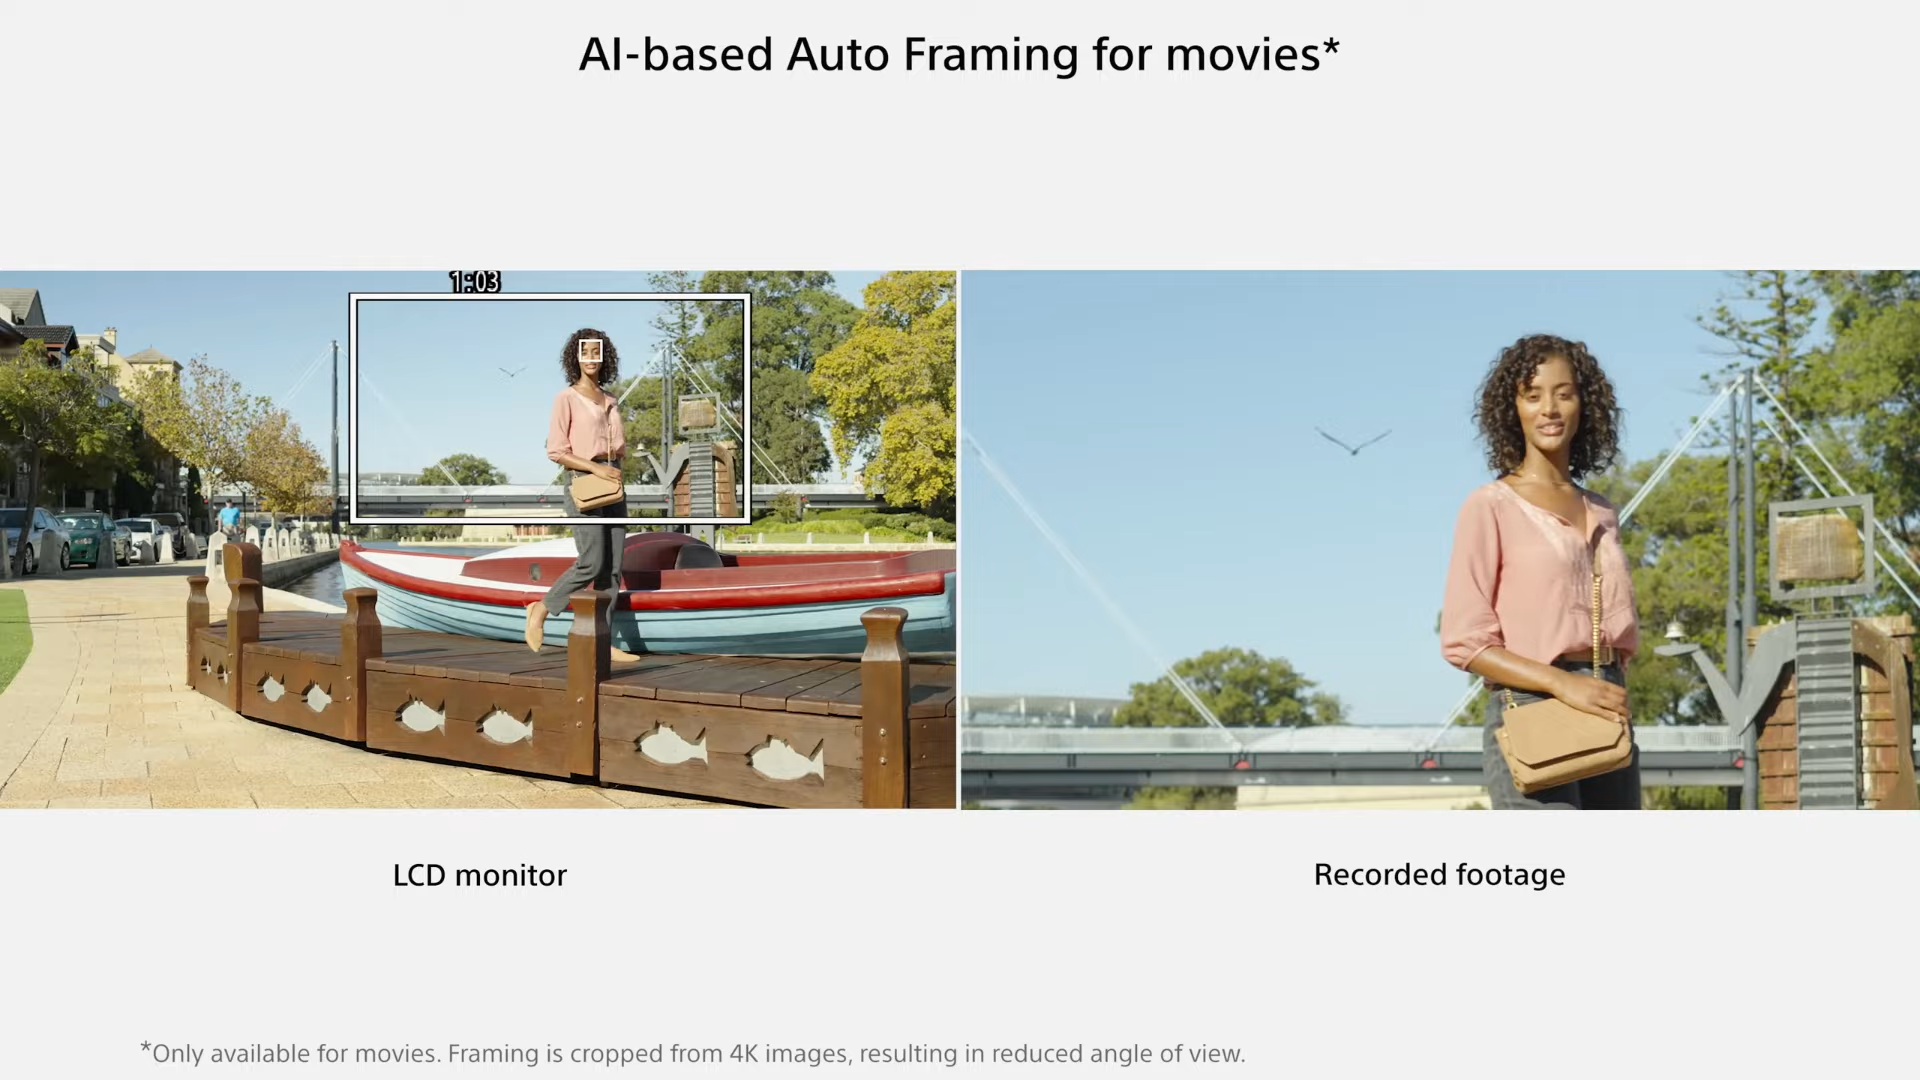 AI-based Auto Framing for movies*
1:03
LCD monitor
Recorded footage
*Only available for movies. Framing is cropped from 4K images, resulting in reduced angle of view.